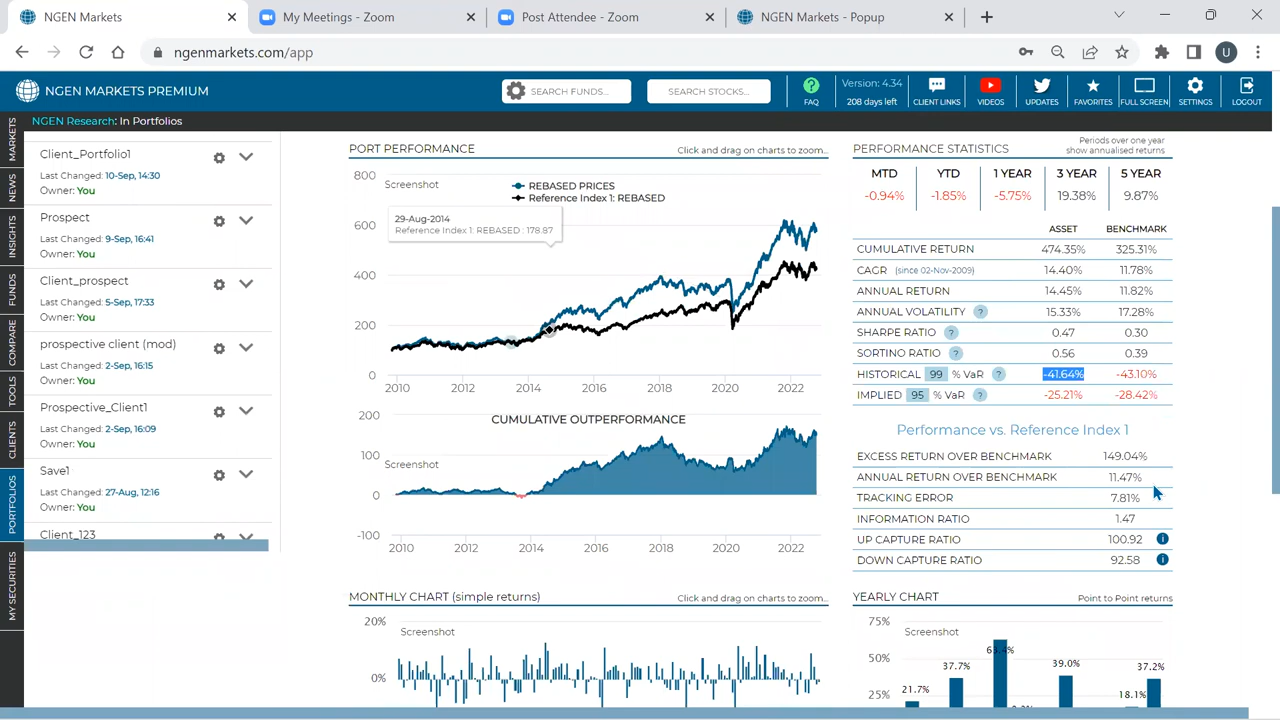 NGEN Markets
My Meetings - Zoom
Post Attendee - Zoom
NGEN Markets - Popup
ngenmarkets.com/app
U
NGEN MARKETS PREMIUM
SEARCH FUNDS...
SEARCH STOCKS...
FAQ
Version: 4.34
208 days left
CLIENT LINKS
VIDEOS
UPDATES
FAVORITES
FULL SCREEN
SETTINGS
LOGOUT
NGEN Research: In Portfolios
MARKETS
NEWS
INSIGHTS
FUNDS
COMPARE
TOOLS
CLIENTS
PORTFOLIOS
MY SECURITIES
Client_Portfolio1
Last Changed: 10-Sep, 14:30
Owner: You
Prospect
Last Changed: 9-Sep, 16:41
Owner: You
Client_prospect
Last Changed: 5-Sep, 17:33
Owner: You
prospective client (mod)
Last Changed: 2-Sep, 16:15
Owner: You
Prospective_Client1
Last Changed: 2-Sep, 16:09
Owner: You
Save1
Last Changed: 27-Aug, 12:16
Owner: You
Client_123
PORT PERFORMANCE
Click and drag on charts to zoom...
800
Screenshot
REBASED PRICES
Reference Index 1: REBASED
29-Aug-2014
Reference Index 1: REBASED : 178.87
600
400
200
0
2010 2012 2014 2016 2018 2020 2022
200
CUMULATIVE OUTPERFORMANCE
100
Screenshot
0
-100
2010 2012 2014 2016 2018 2020 2022
MONTHLY CHART (simple returns)
Click and drag on charts to zoom...
20%
Screenshot
0%
PERFORMANCE STATISTICS
Periods over one year
show annualised returns
MTD YTD 1 YEAR 3 YEAR 5 YEAR
-0.94% -1.85% -5.75% 19.38% 9.87%
ASSET BENCHMARK
CUMULATIVE RETURN 474.35% 325.31%
CAGR (since 02-Nov-2009) 14.40% 11.78%
ANNUAL RETURN 14.45% 11.82%
ANNUAL VOLATILITY ? 15.33% 17.28%
SHARPE RATIO ? 0.47 0.30
SORTINO RATIO ? 0.56 0.39
HISTORICAL 99 % VaR ? -41.64% -43.10%
IMPLIED 95 % VaR ? -25.21% -28.42%
Performance vs. Reference Index 1
EXCESS RETURN OVER BENCHMARK 149.04%
ANNUAL RETURN OVER BENCHMARK 11.47%
TRACKING ERROR 7.81%
INFORMATION RATIO 1.47
UP CAPTURE RATIO 100.92
DOWN CAPTURE RATIO 92.58
YEARLY CHART
Point to Point returns
75%
Screenshot
50%
25%
21.7% 37.7% 63.4% 39.0% 18.1% 37.2%